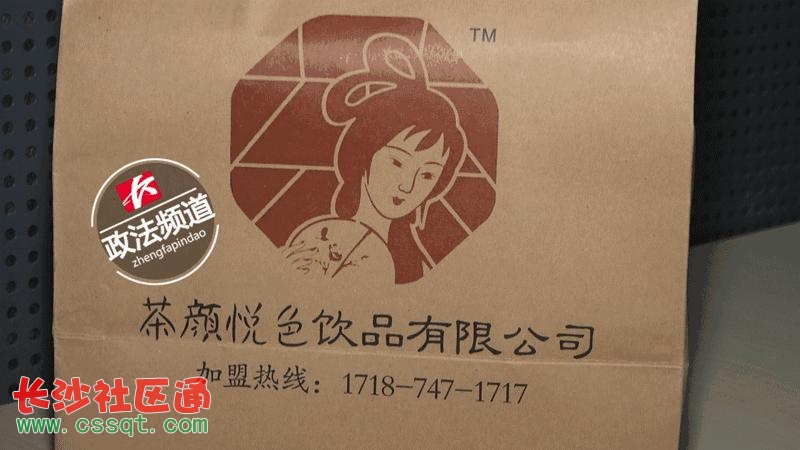 TM
长
政法频道
zhengfapindao
茶颜悦色饮品有限公司
加盟热线：1718-747-1717
长沙社区通
www.cssqt.com